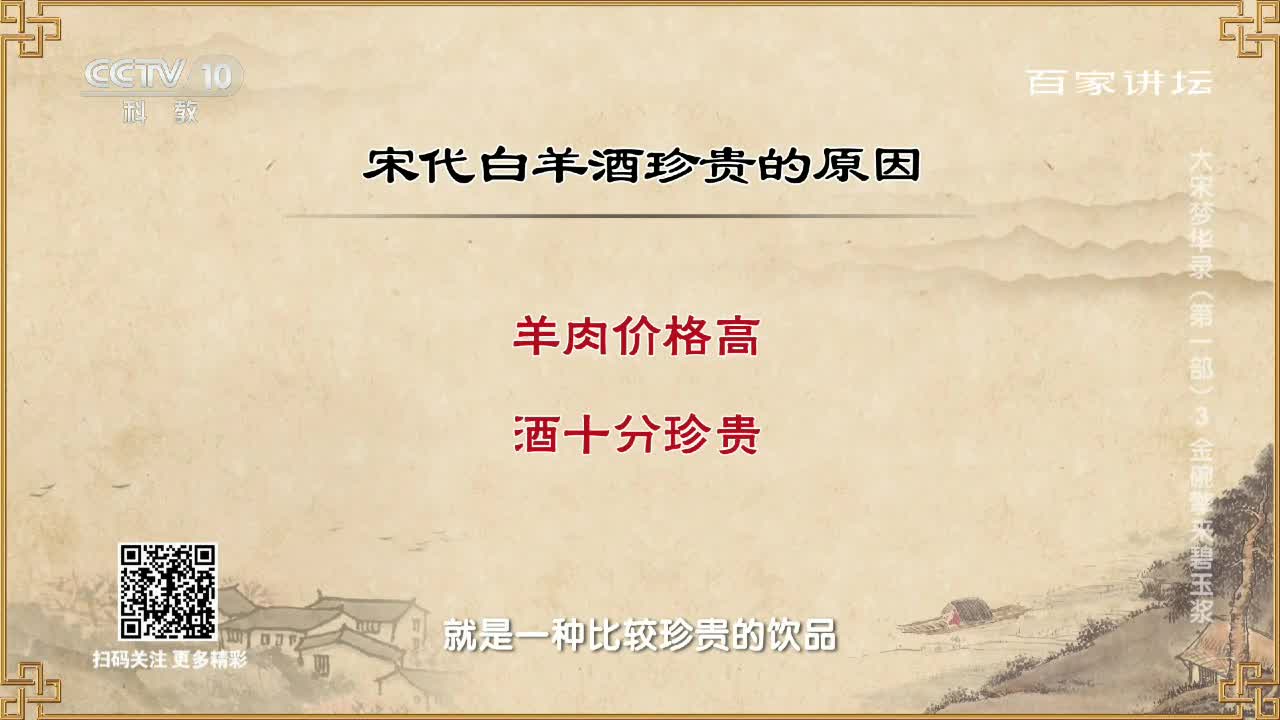 CCTV 10
科教
百家讲坛
宋代白羊酒珍贵的原因
羊肉价格高
酒十分珍贵
大宋梦华录（第一部）3 金碗擎来碧玉浆
就是一种比较珍贵的饮品
扫码关注 更多精彩